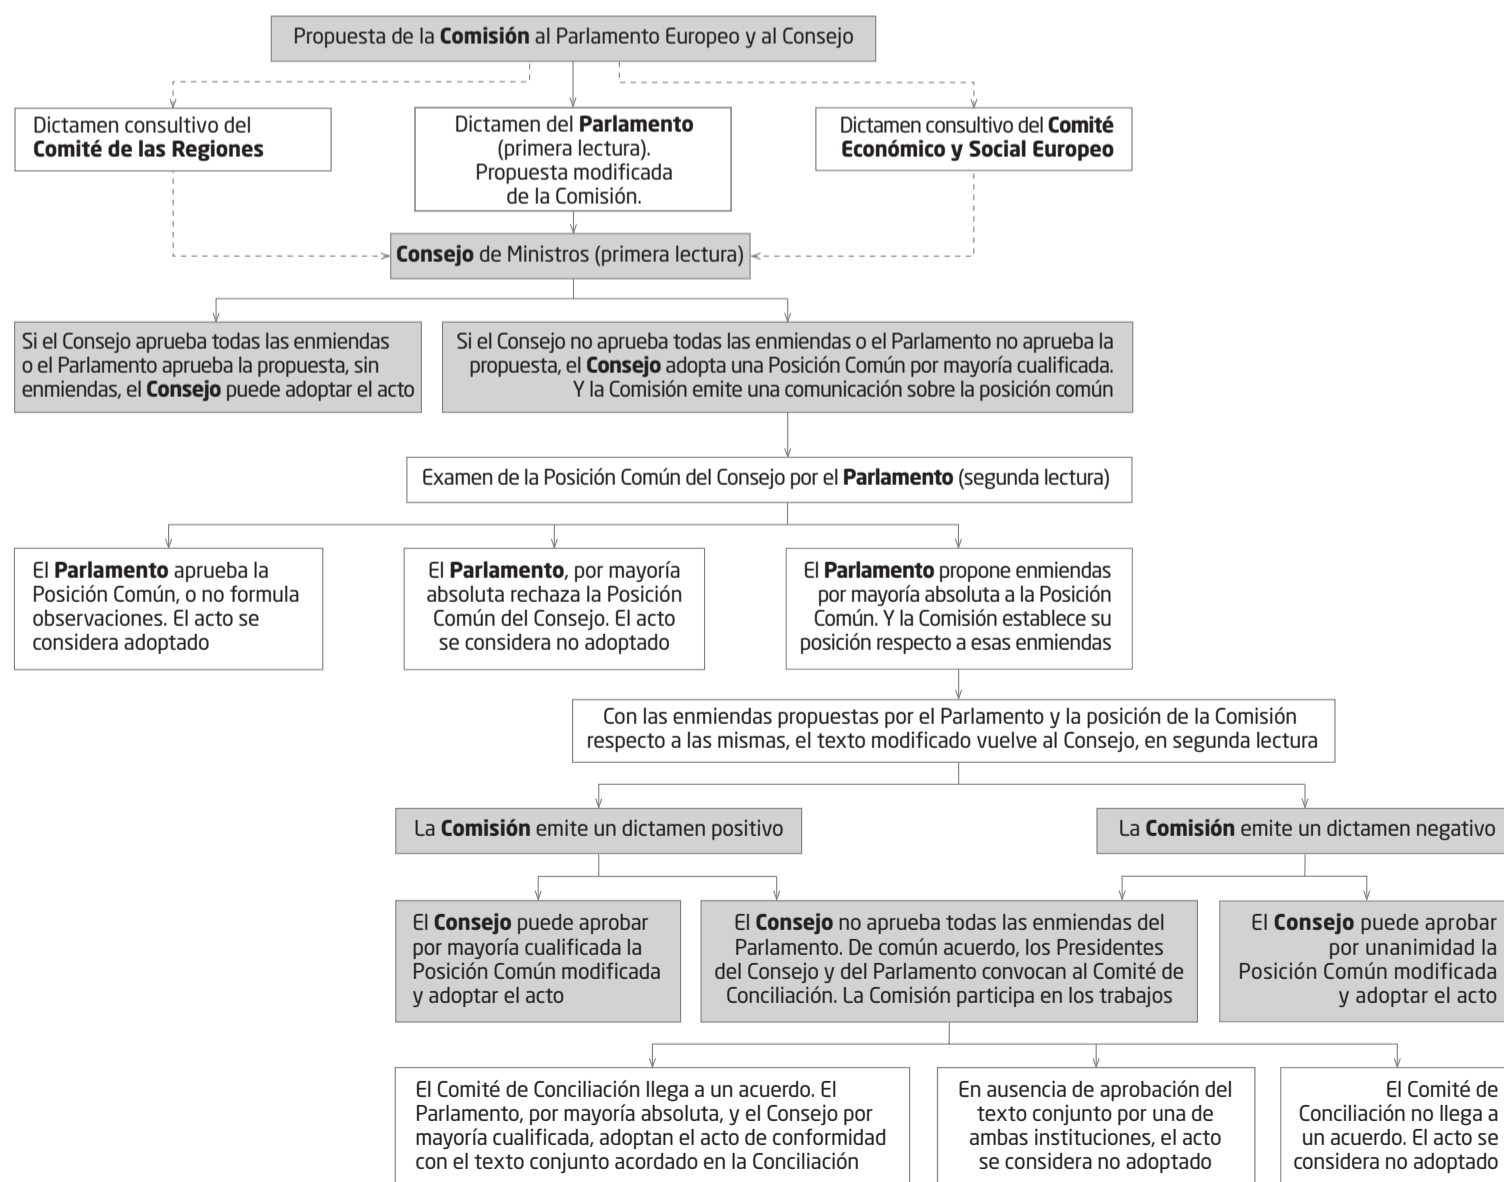 Propuesta de la Comisión al Parlamento Europeo y al Consejo
Dictamen consultivo del
Comité de las Regiones
Dictamen del Parlamento
(primera lectura).
Propuesta modificada
de la Comisión.
Dictamen consultivo del Comité
Económico y Social Europeo
Consejo de Ministros (primera lectura)
Si el Consejo aprueba todas las enmiendas
o el Parlamento aprueba la propuesta, sin
enmiendas, el Consejo puede adoptar el acto
Si el Consejo no aprueba todas las enmiendas o el Parlamento no aprueba la
propuesta, el Consejo adopta una Posición Común por mayoría cualificada.
Y la Comisión emite una comunicación sobre la posición común
Examen de la Posición Común del Consejo por el Parlamento (segunda lectura)
El Parlamento aprueba la
Posición Común, o no formula
observaciones. El acto se
considera adoptado
El Parlamento, por mayoría
absoluta rechaza la Posición
Común del Consejo. El acto
se considera no adoptado
El Parlamento propone enmiendas
por mayoría absoluta a la Posición
Común. Y la Comisión establece su
posición respecto a esas enmiendas
Con las enmiendas propuestas por el Parlamento y la posición de la Comisión
respecto a las mismas, el texto modificado vuelve al Consejo, en segunda lectura
La Comisión emite un dictamen positivo
La Comisión emite un dictamen negativo
El Consejo puede aprobar
por mayoría cualificada la
Posición Común modificada
y adoptar el acto
El Consejo no aprueba todas las enmiendas del
Parlamento. De común acuerdo, los Presidentes
del Consejo y del Parlamento convocan al Comité de
Conciliación. La Comisión participa en los trabajos
El Consejo puede aprobar
por unanimidad la
Posición Común modificada
y adoptar el acto
El Comité de Conciliación llega a un acuerdo. El
Parlamento, por mayoría absoluta, y el Consejo por
mayoría cualificada, adoptan el acto de conformidad
con el texto conjunto acordado en la Conciliación
En ausencia de aprobación del
texto conjunto por una de
ambas instituciones, el acto
se considera no adoptado
El Comité de
Conciliación no llega a
un acuerdo. El acto se
considera no adoptado